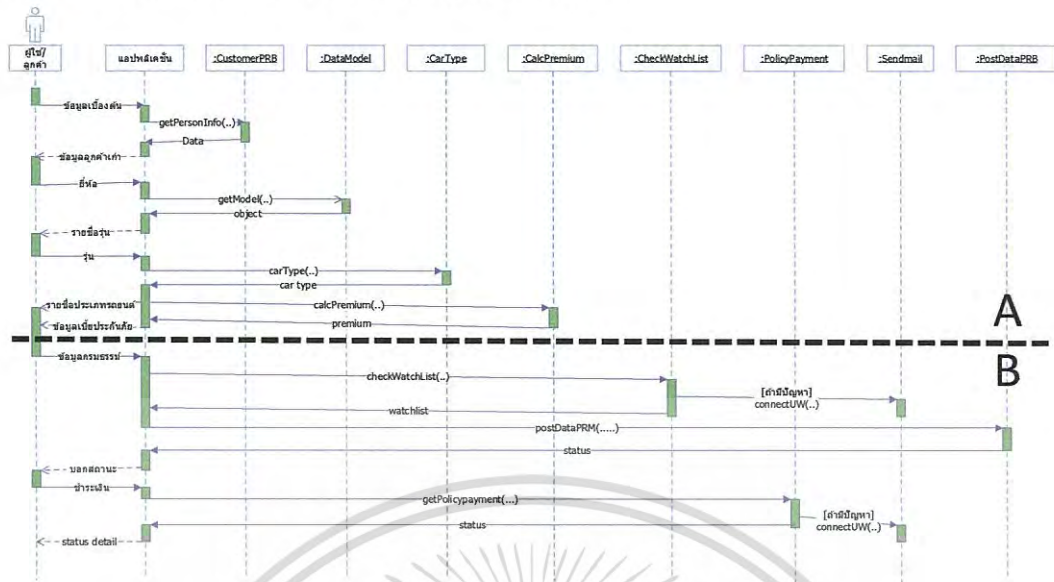 ผู้ใช้/
ลูกค้า
แอปพลิเคชั่น
:CustomerPRB
:DataModel
:CarType
:CalcPremium
:CheckWatchList
:PolicyPayment
:Sendmail
:PostDataPRB
ข้อมูลเบื้องต้น
getPersonInfo(..)
Data
ข้อมูลลูกค้าเก่า
ยี่ห้อ
getModel(..)
object
รายชื่อรุ่น
รุ่น
carType(..)
car type
รายชื่อประเภทรถยนต์
calcPremium(..)
premium
ข้อมูลเบี้ยประกันภัย
A
B
ข้อมูลกรมธรรม์
checkWatchList(..)
[ถ้ามีปัญหา]
connectUW(..)
watchlist
postDataPRM(.....)
status
บอกสถานะ
ชำระเงิน
getPolicypayment(...)
[ถ้ามีปัญหา]
connectUW(..)
status
status detail